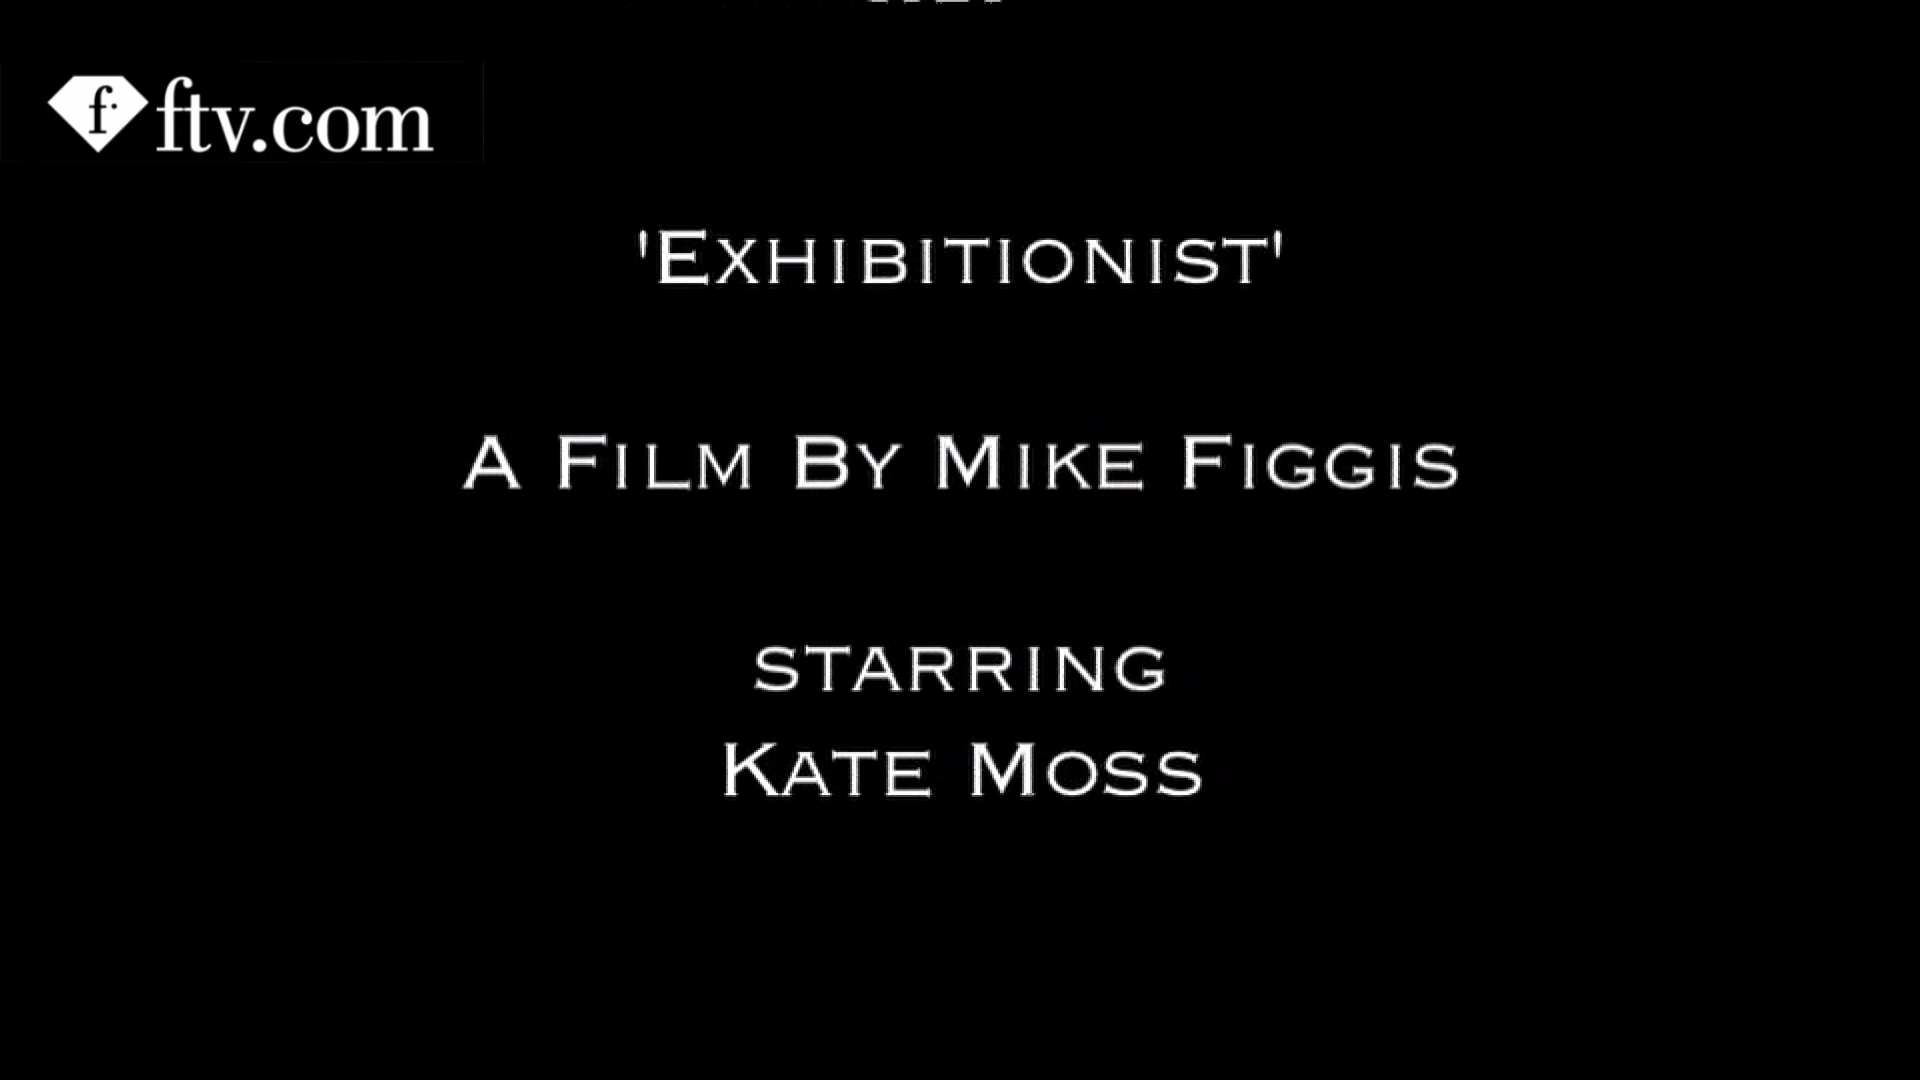 f.
ftv.com
'Exhibitionist'
A Film By Mike Figgis
starring
Kate Moss